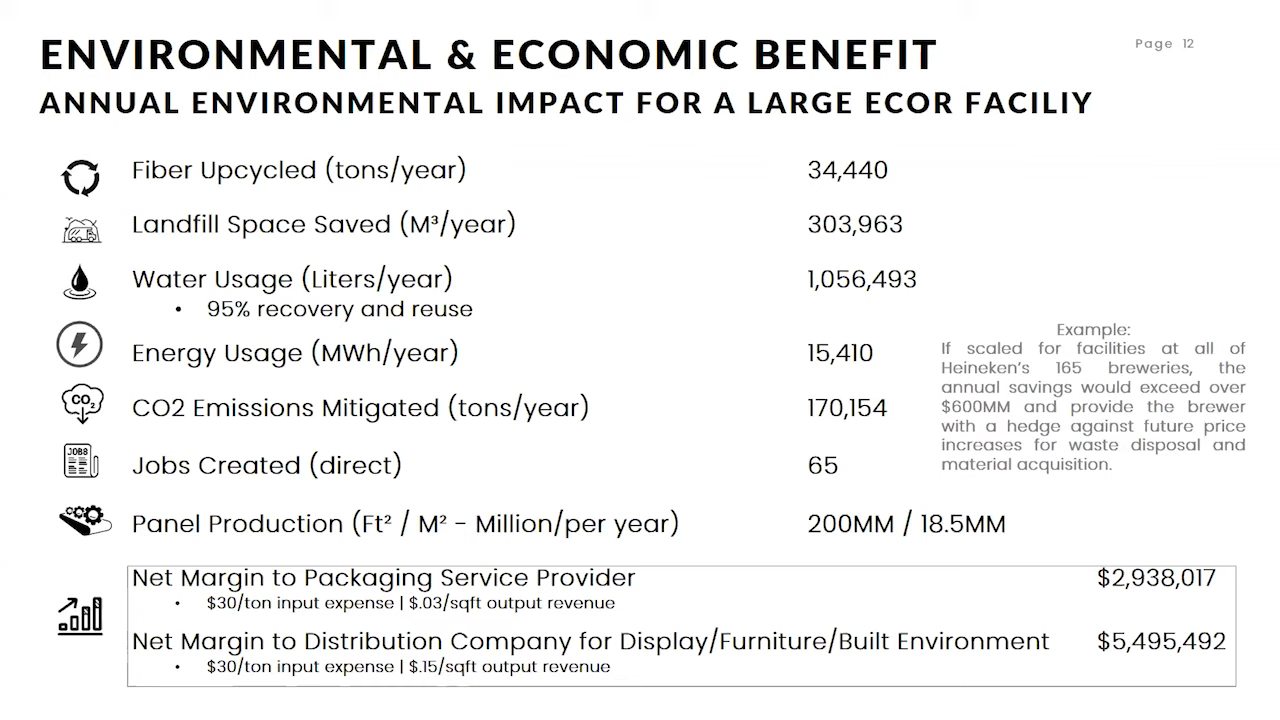 ENVIRONMENTAL & ECONOMIC BENEFIT
Page 12
ANNUAL ENVIRONMENTAL IMPACT FOR A LARGE ECOR FACILIY
Fiber Upcycled (tons/year) 34,440
Landfill Space Saved (M³/year) 303,963
Water Usage (Liters/year) 1,056,493
• 95% recovery and reuse
Energy Usage (MWh/year) 15,410
CO₂
CO2 Emissions Mitigated (tons/year) 170,154
JOBS
Jobs Created (direct) 65
Panel Production (Ft² / M² - Million/per year) 200MM / 18.5MM
Example:
If scaled for facilities at all of
Heineken's 165 breweries, the
annual savings would exceed over
$600MM and provide the brewer
with a hedge against future price
increases for waste disposal and
material acquisition.
Net Margin to Packaging Service Provider $2,938,017
• $30/ton input expense | $.03/sqft output revenue
Net Margin to Distribution Company for Display/Furniture/Built Environment $5,495,492
• $30/ton input expense | $.15/sqft output revenue